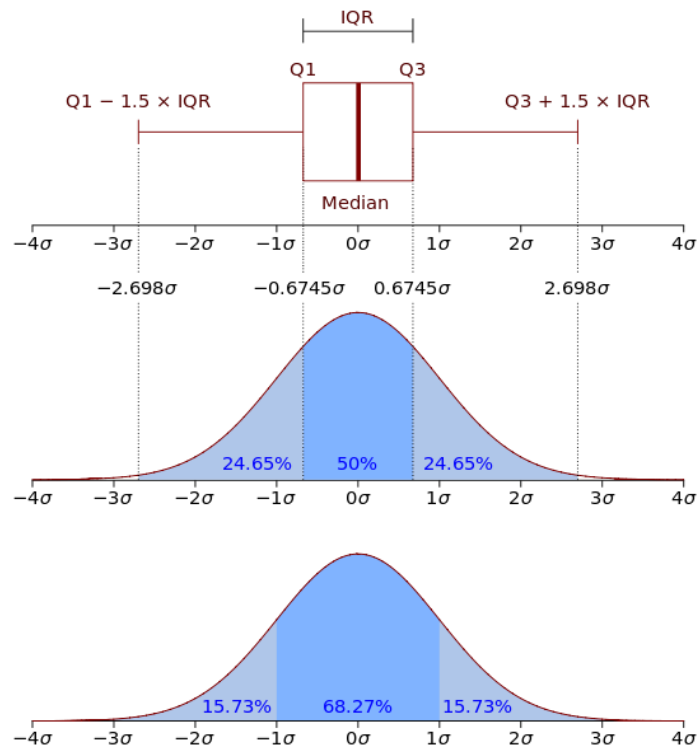 IQR
Q1 Q3
Q1 − 1.5 × IQR Q3 + 1.5 × IQR
Median
−4σ −3σ −2σ −1σ 0σ 1σ 2σ 3σ 4σ
−2.698σ −0.6745σ 0.6745σ 2.698σ
24.65% 50% 24.65%
−4σ −3σ −2σ −1σ 0σ 1σ 2σ 3σ 4σ
15.73% 68.27% 15.73%
−4σ −3σ −2σ −1σ 0σ 1σ 2σ 3σ 4σ